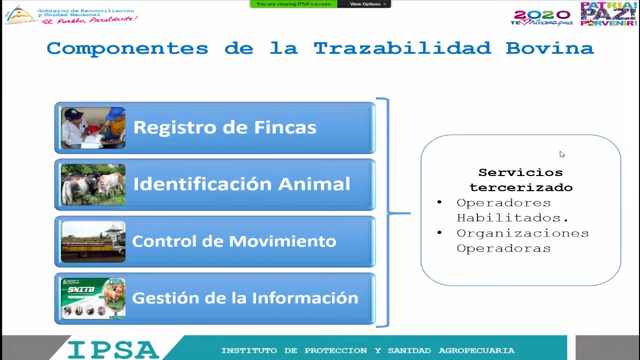 You are viewing IPSA's screen
View Options
Gobierno de Reconciliación
y Unidad Nacional
El Pueblo, Presidente!
2020
PATRIA!
PAZ!
PORVENIR!
Componentes de la Trazabilidad Bovina
Registro de Fincas
Identificación Animal
Control de Movimiento
SNITB
Gestión de la Información
Servicios
tercerizado
• Operadores
Habilitados.
• Organizaciones
Operadoras
IPSA
INSTITUTO DE PROTECCION Y SANIDAD AGROPECUARIA